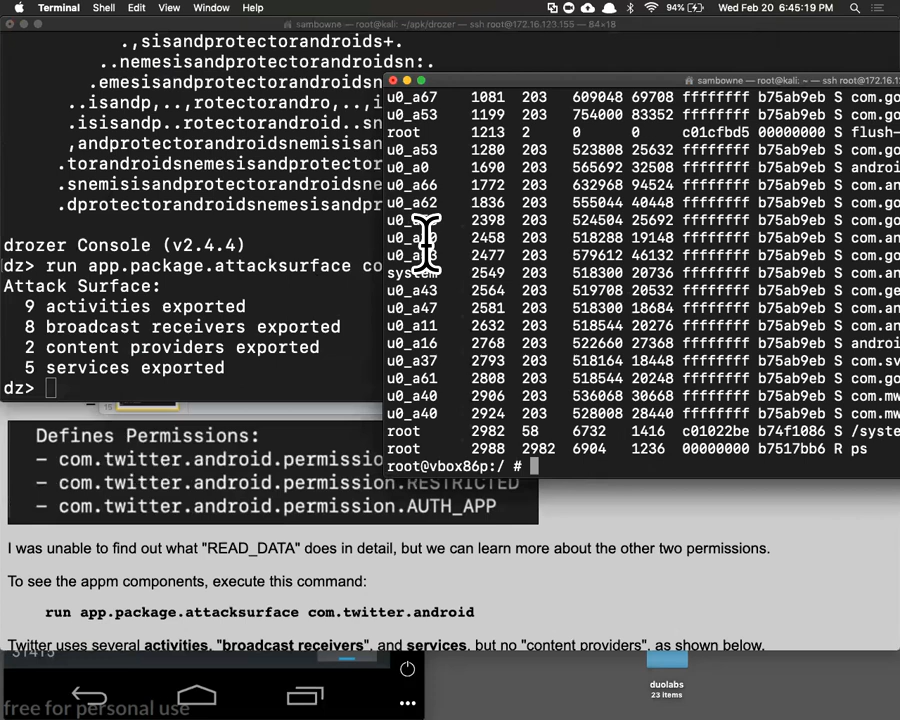 Terminal Shell Edit View Window Help 94% Wed Feb 20 6:45:19 PM
sambowne — root@kali: ~/apk/drozer — ssh root@172.16.123.155 — 84×18
.,sisandprotectorandroids+.
..nemesisandprotectorandroidsn:.
.emesisandprotectorandroids
..isandp,..,rotectorandro,..,i
.isisandp..rotectorandroid..sn
,andprotectorandroidsnemisisan
.torandroidsnemesisandprotecto
.snemisisandprotectorandroidsn
.dprotectorandroidsnemesisandp
drozer Console (v2.4.4)
dz> run app.package.attacksurface co
Attack Surface:
9 activities exported
8 broadcast receivers exported
2 content providers exported
5 services exported
dz>
sambowne — root@kali: ~ — ssh root@172.16.1
u0_a67 1081 203 609048 69708 ffffffff b75ab9eb S com.go
u0_a53 1199 203 754000 83352 ffffffff b75ab9eb S com.go
root 1213 2 0 0 c01cfbd5 00000000 S flush-
u0_a53 1280 203 523808 25632 ffffffff b75ab9eb S com.go
u0_a0 1690 203 565692 32508 ffffffff b75ab9eb S androi
u0_a66 1772 203 632968 94524 ffffffff b75ab9eb S com.an
u0_a62 1836 203 555044 40448 ffffffff b75ab9eb S com.go
2398 203 524504 25692 ffffffff b75ab9eb S com.go
2458 203 518288 19148 ffffffff b75ab9eb S com.an
2477 203 579612 46132 ffffffff b75ab9eb S com.go
system 2549 203 518300 20736 ffffffff b75ab9eb S com.an
u0_a43 2564 203 519708 20532 ffffffff b75ab9eb S com.ge
u0_a47 2581 203 518300 18684 ffffffff b75ab9eb S com.an
u0_a11 2632 203 518544 20276 ffffffff b75ab9eb S com.an
u0_a16 2768 203 522660 27368 ffffffff b75ab9eb S androi
u0_a37 2793 203 518164 18448 ffffffff b75ab9eb S com.sv
u0_a61 2808 203 518544 20248 ffffffff b75ab9eb S com.go
u0_a40 2906 203 536068 30668 ffffffff b75ab9eb S com.mw
u0_a40 2924 203 528008 28440 ffffffff b75ab9eb S com.mw
root 2982 58 6732 1416 c01022be b74f1086 S /syste
root 2988 2982 6904 1236 00000000 b7517bb6 R ps
root@vbox86p:/ #
15
Defines Permissions:
- com.twitter.android.permission
- com.twitter.android.permission.RESTRICTED
- com.twitter.android.permission.AUTH_APP
I was unable to find out what "READ_DATA" does in detail, but we can learn more about the other two permissions.
To see the appm components, execute this command:
run app.package.attacksurface com.twitter.android
Twitter uses several activities, "broadcast receivers", and services, but no "content providers", as shown below.
31415
free for personal use
duolabs
23 items